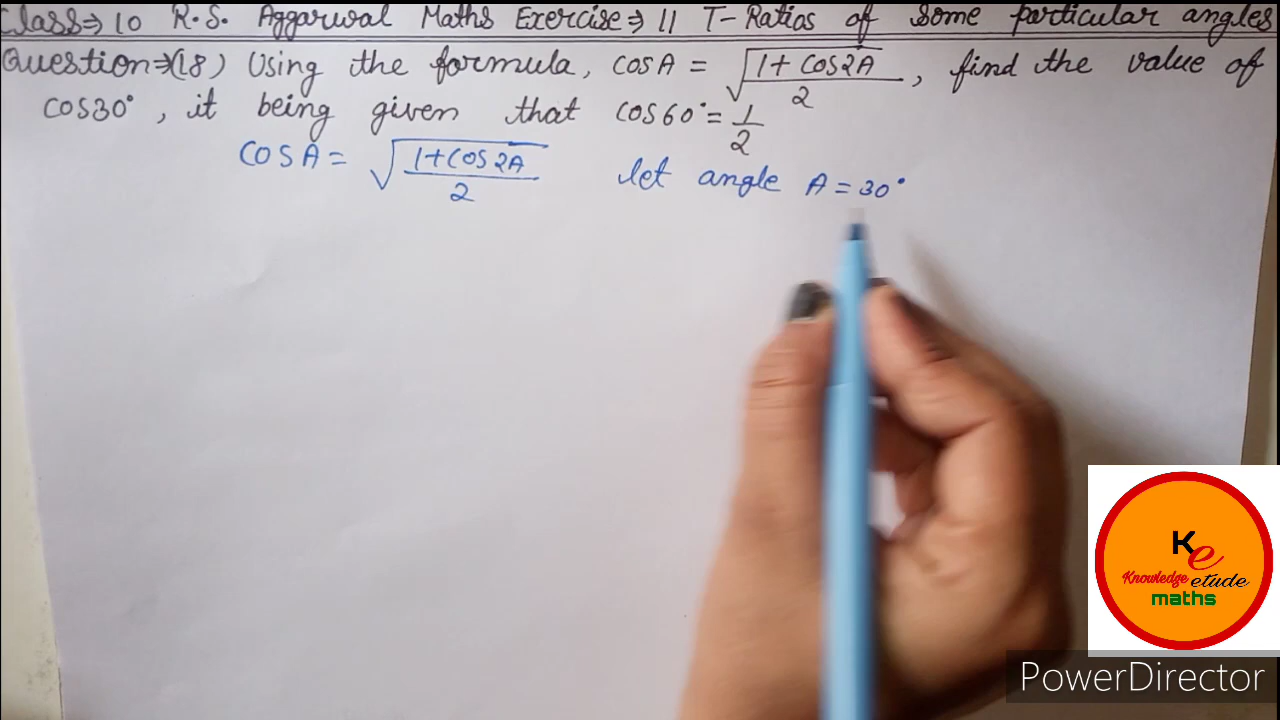 Class⇒ 10 R.S. Aggarwal Maths Exercise⇒ 11 T-Ratios of Some particular angles
Question⇒(18) Using the formula, COSA = √(1+COS2A)/2, find the value of
COS30°, it being given that COS60°=1/2
COSA = √(1+COS2A)/2 let angle A=30°
Ke
Knowledge etude
maths
PowerDirector